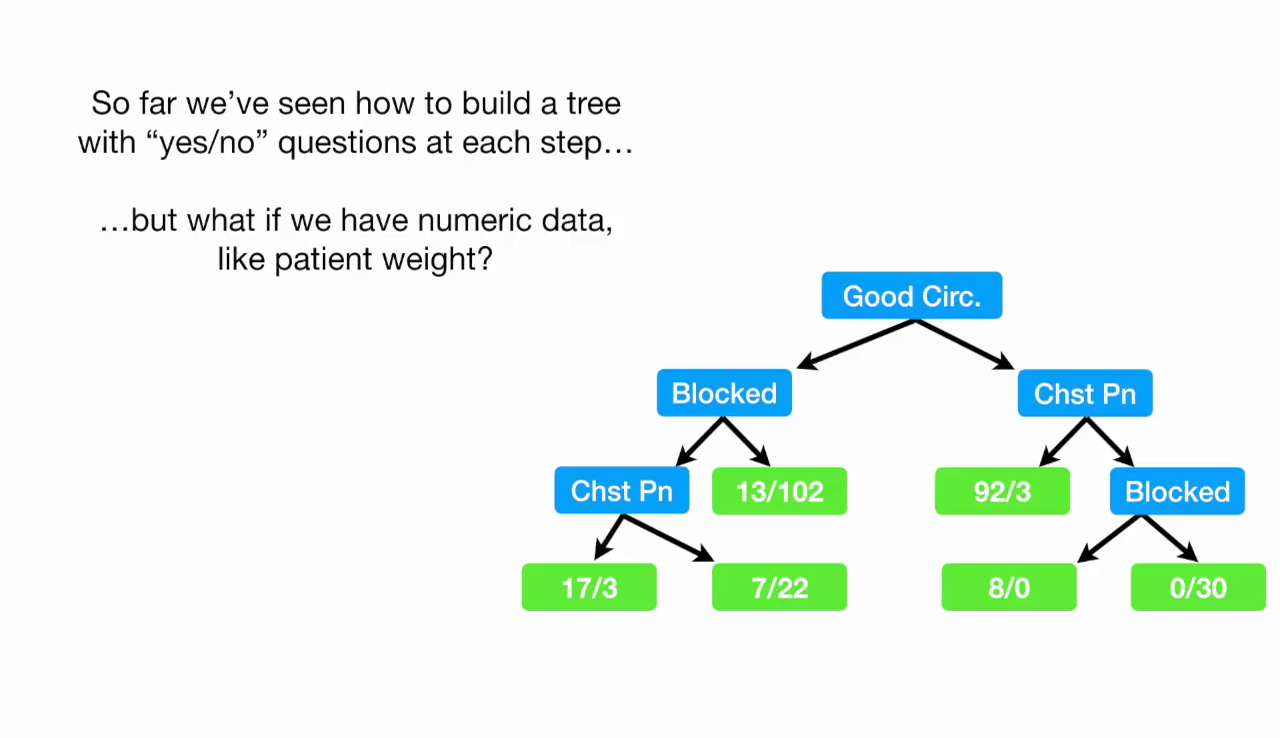 So far we’ve seen how to build a tree
with “yes/no” questions at each step…
…but what if we have numeric data,
like patient weight?
Good Circ.
Blocked
Chst Pn
Chst Pn
13/102
92/3
Blocked
17/3
7/22
8/0
0/30